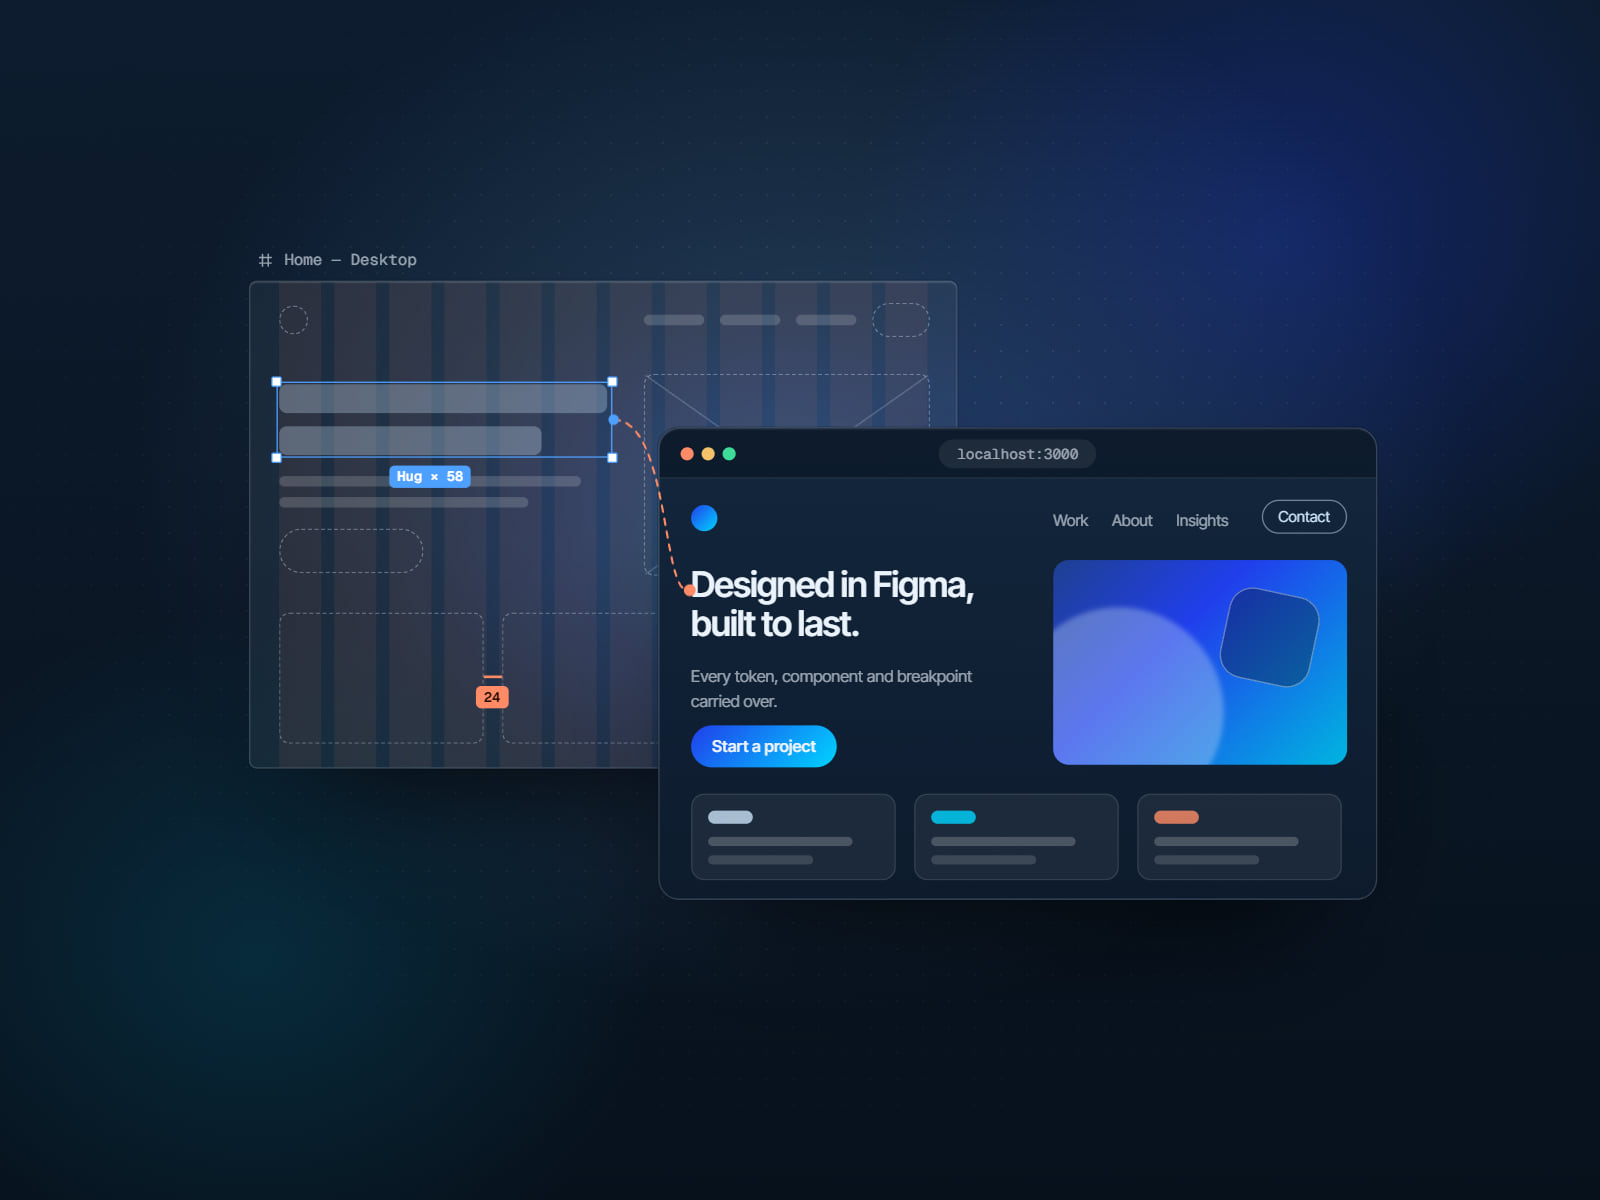 Home – Desktop
Hug × 58
24
localhost:3000
Work About Insights Contact
Designed in Figma,
built to last.
Every token, component and breakpoint
carried over.
Start a project